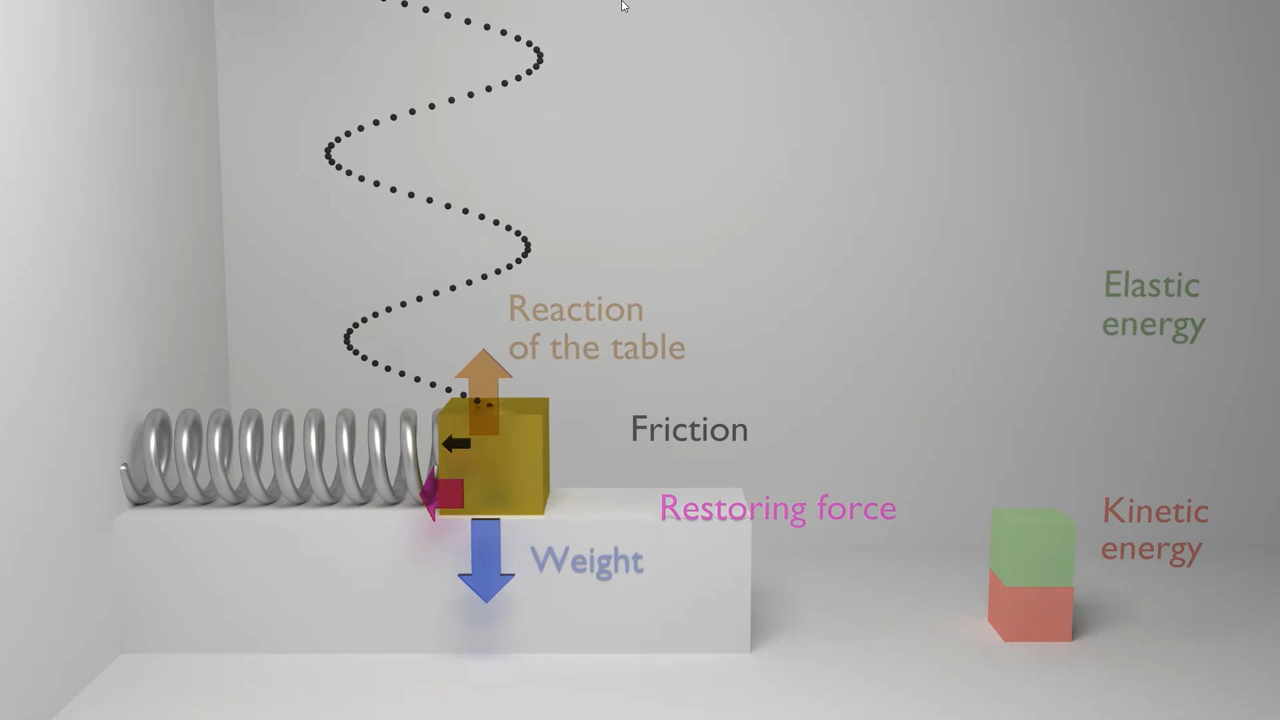 Reaction
of the table
Friction
Restoring force
Weight
Elastic
energy
Kinetic
energy